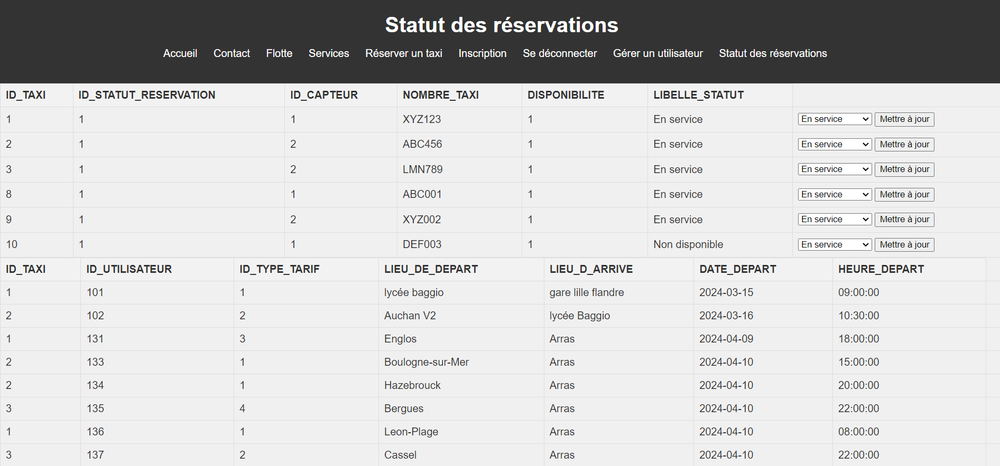 Statut des réservations
Accueil Contact Flotte Services Réserver un taxi Inscription Se déconnecter Gérer un utilisateur Statut des réservations
ID_TAXI ID_STATUT_RESERVATION ID_CAPTEUR NOMBRE_TAXI DISPONIBILITE LIBELLE_STATUT
1 1 1 XYZ123 1 En service En service Mettre à jour
2 1 2 ABC456 1 En service En service Mettre à jour
3 1 2 LMN789 1 En service En service Mettre à jour
8 1 1 ABC001 1 En service En service Mettre à jour
9 1 2 XYZ002 1 En service En service Mettre à jour
10 1 1 DEF003 1 Non disponible En service Mettre à jour
ID_TAXI ID_UTILISATEUR ID_TYPE_TARIF LIEU_DE_DEPART LIEU_D_ARRIVE DATE_DEPART HEURE_DEPART
1 101 1 lycée baggio gare lille flandre 2024-03-15 09:00:00
2 102 2 Auchan V2 lycée Baggio 2024-03-16 10:30:00
1 131 3 Englos Arras 2024-04-09 18:00:00
2 133 1 Boulogne-sur-Mer Arras 2024-04-10 15:00:00
2 134 1 Hazebrouck Arras 2024-04-10 20:00:00
3 135 4 Bergues Arras 2024-04-10 22:00:00
1 136 1 Leon-Plage Arras 2024-04-10 08:00:00
3 137 2 Cassel Arras 2024-04-10 22:00:00